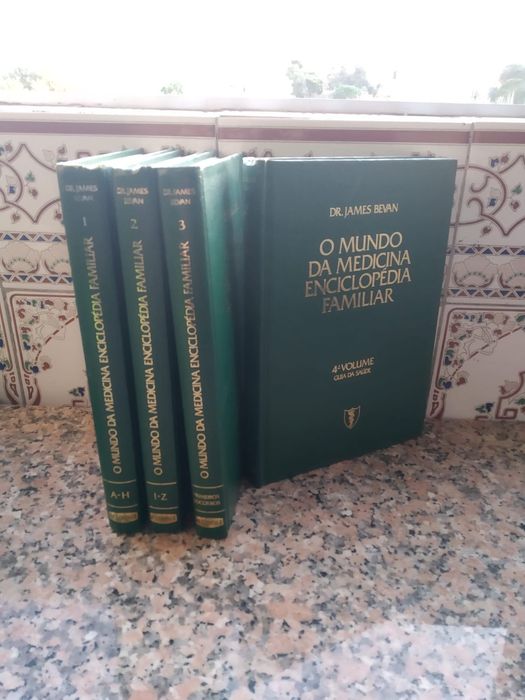 DR. JAMES
BEVAN
1
O MUNDO DA MEDICINA ENCICLOPÉDIA FAMILIAR
A-H
DR. JAMES
BEVAN
2
O MUNDO DA MEDICINA ENCICLOPÉDIA FAMILIAR
I-Z
DR. JAMES
BEVAN
3
O MUNDO DA MEDICINA ENCICLOPÉDIA FAMILIAR
PRIMEIROS
SOCORROS
DR. JAMES BEVAN
O MUNDO
DA MEDICINA
ENCICLOPÉDIA
FAMILIAR
4º VOLUME
GUIA DA SAÚDE